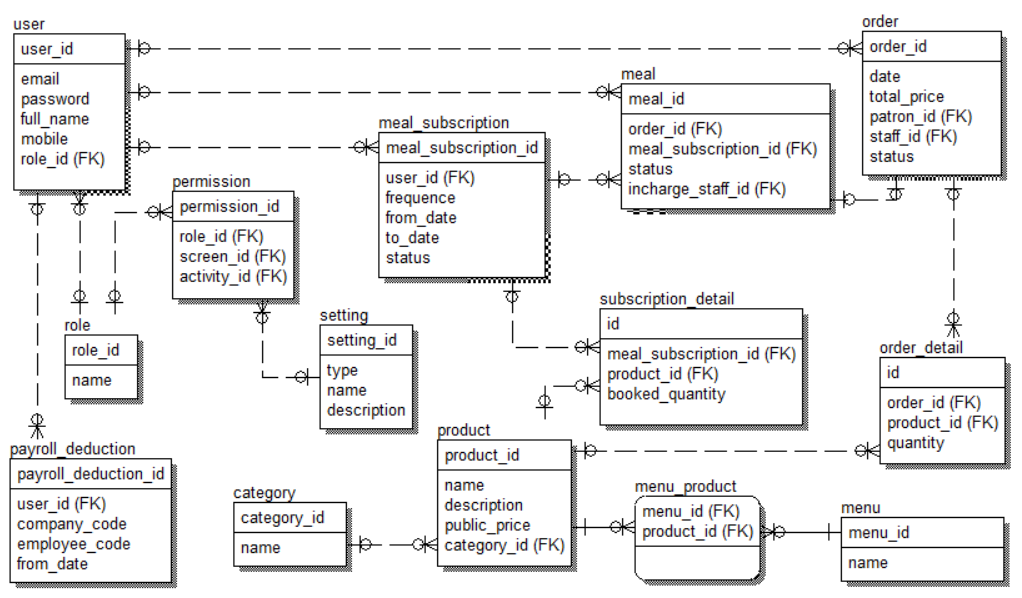 user
user_id
email
password
full_name
mobile
role_id (FK)
order
order_id
date
total_price
patron_id (FK)
staff_id (FK)
status
meal
meal_id
order_id (FK)
meal_subscription_id (FK)
status
incharge_staff_id (FK)
meal_subscription
meal_subscription_id
user_id (FK)
frequence
from_date
to_date
status
permission
permission_id
role_id (FK)
screen_id (FK)
activity_id (FK)
role
role_id
name
setting
setting_id
type
name
description
subscription_detail
id
meal_subscription_id (FK)
product_id (FK)
booked_quantity
order_detail
id
order_id (FK)
product_id (FK)
quantity
payroll_deduction
payroll_deduction_id
user_id (FK)
company_code
employee_code
from_date
category
category_id
name
product
product_id
name
description
public_price
category_id (FK)
menu_product
menu_id (FK)
product_id (FK)
menu
menu_id
name